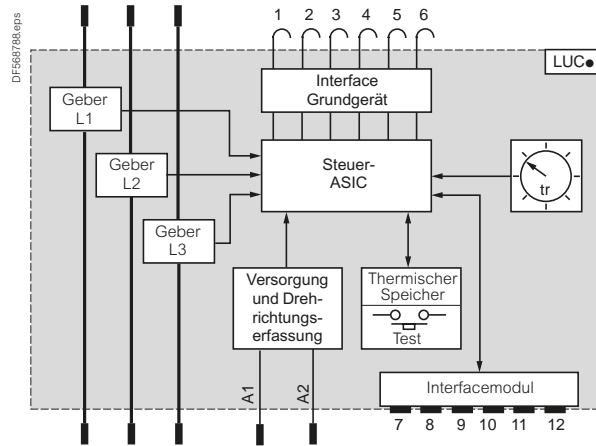 DF568788.eps
1 2 3 4 5 6
LUC●
Interface
Grundgerät
Geber
L1
Geber
L2
Geber
L3
Steuer-
ASIC
tr
Versorgung
und Dreh-
richtungs-
erfassung
Thermischer
Speicher
Test
A1
A2
Interfacemodul
7 8 9 10 11 12